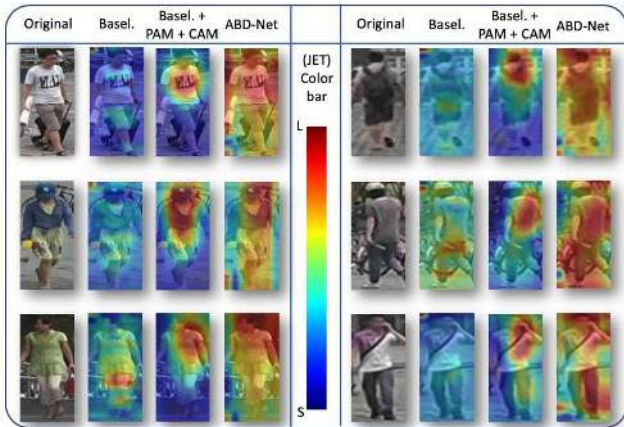 Original
Basel.
Basel. +
PAM + CAM
ABD-Net
(JET)
Color
bar
L
S
Original
Basel.
Basel. +
PAM + CAM
ABD-Net